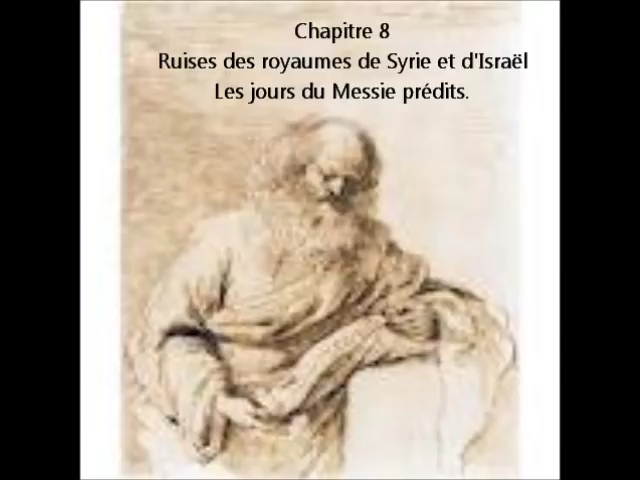 Chapitre 8
Ruises des royaumes de Syrie et d'Israël
Les jours du Messie prédits.